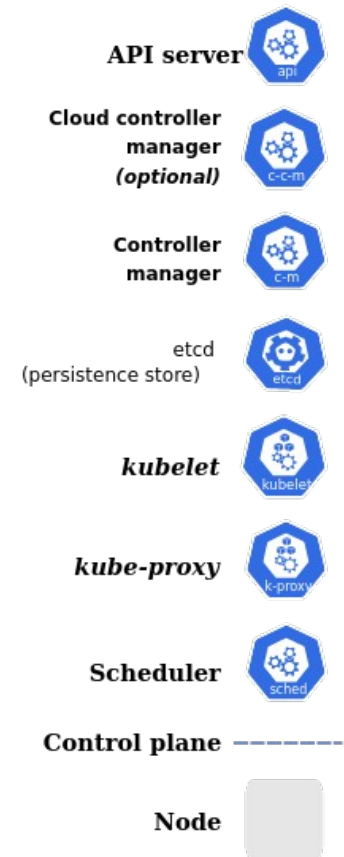 API server
api
Cloud controller
manager
(optional)
c-c-m
Controller
manager
c-m
etcd
(persistence store)
etcd
kubelet
kubelet
kube-proxy
k-proxy
Scheduler
sched
Control plane
Node